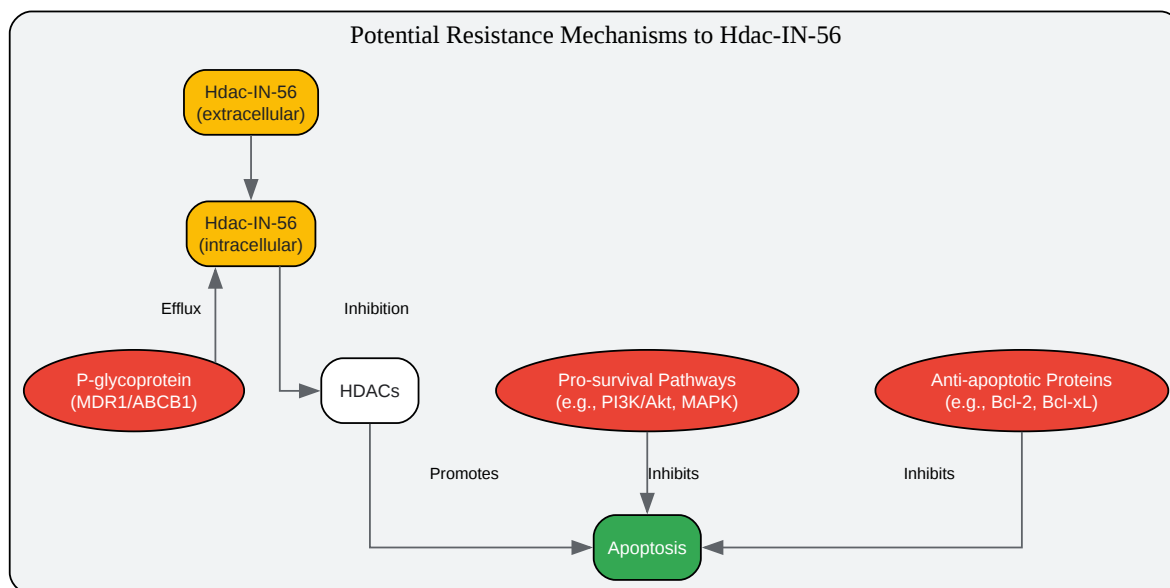 Potential Resistance Mechanisms to Hdac-IN-56
Hdac-IN-56
(extracellular)
Hdac-IN-56
(intracellular)
Efflux
Inhibition
P-glycoprotein
(MDR1/ABCB1)
HDACs
Pro-survival Pathways
(e.g., PI3K/Akt, MAPK)
Anti-apoptotic Proteins
(e.g., Bcl-2, Bcl-xL)
Promotes
Inhibits
Inhibits
Apoptosis